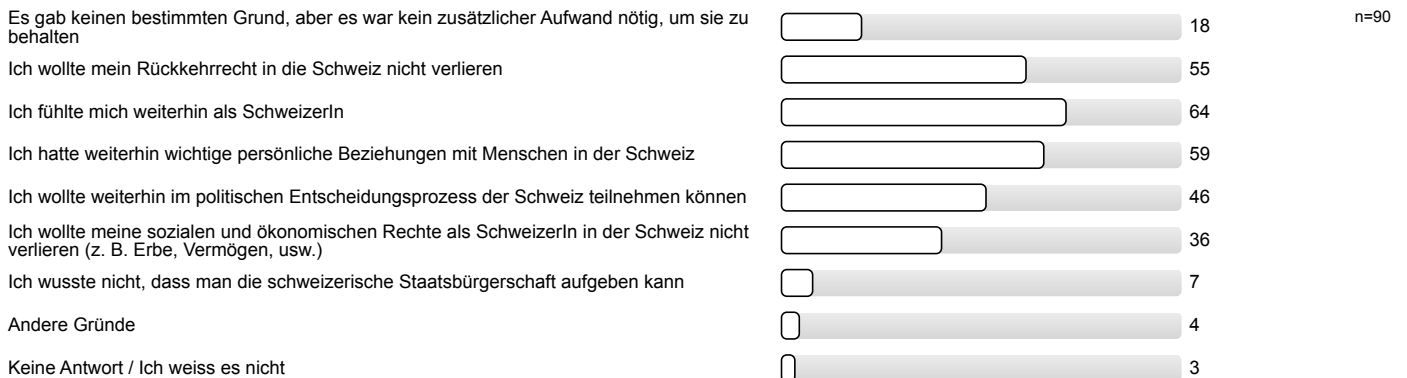 Es gab keinen bestimmten Grund, aber es war kein zusätzlicher Aufwand nötig, um sie zu
behalten
18
n=90
Ich wollte mein Rückkehrrecht in die Schweiz nicht verlieren
55
Ich fühlte mich weiterhin als SchweizerIn
64
Ich hatte weiterhin wichtige persönliche Beziehungen mit Menschen in der Schweiz
59
Ich wollte weiterhin im politischen Entscheidungsprozess der Schweiz teilnehmen können
46
Ich wollte meine sozialen und ökonomischen Rechte als SchweizerIn in der Schweiz nicht
verlieren (z. B. Erbe, Vermögen, usw.)
36
Ich wusste nicht, dass man die schweizerische Staatsbürgerschaft aufgeben kann
7
Andere Gründe
4
Keine Antwort / Ich weiss es nicht
3